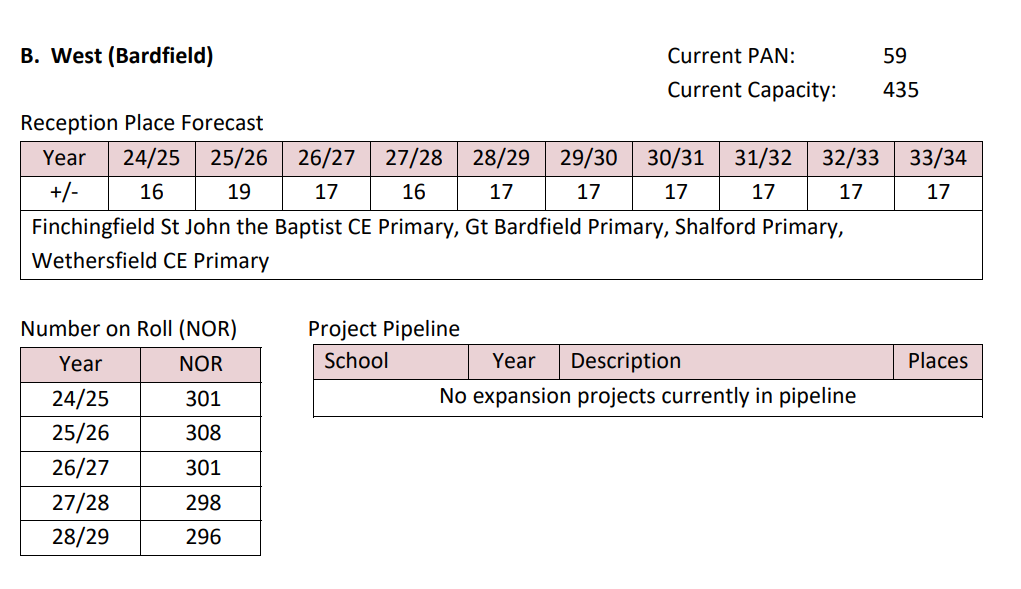 B. West (Bardfield)
Current PAN: 59
Current Capacity: 435
Reception Place Forecast
Year 24/25 25/26 26/27 27/28 28/29 29/30 30/31 31/32 32/33 33/34
+/- 16 19 17 16 17 17 17 17 17 17
Finchingfield St John the Baptist CE Primary, Gt Bardfield Primary, Shalford Primary,
Wethersfield CE Primary
Number on Roll (NOR)
Year NOR
24/25 301
25/26 308
26/27 301
27/28 298
28/29 296
Project Pipeline
School Year Description Places
No expansion projects currently in pipeline